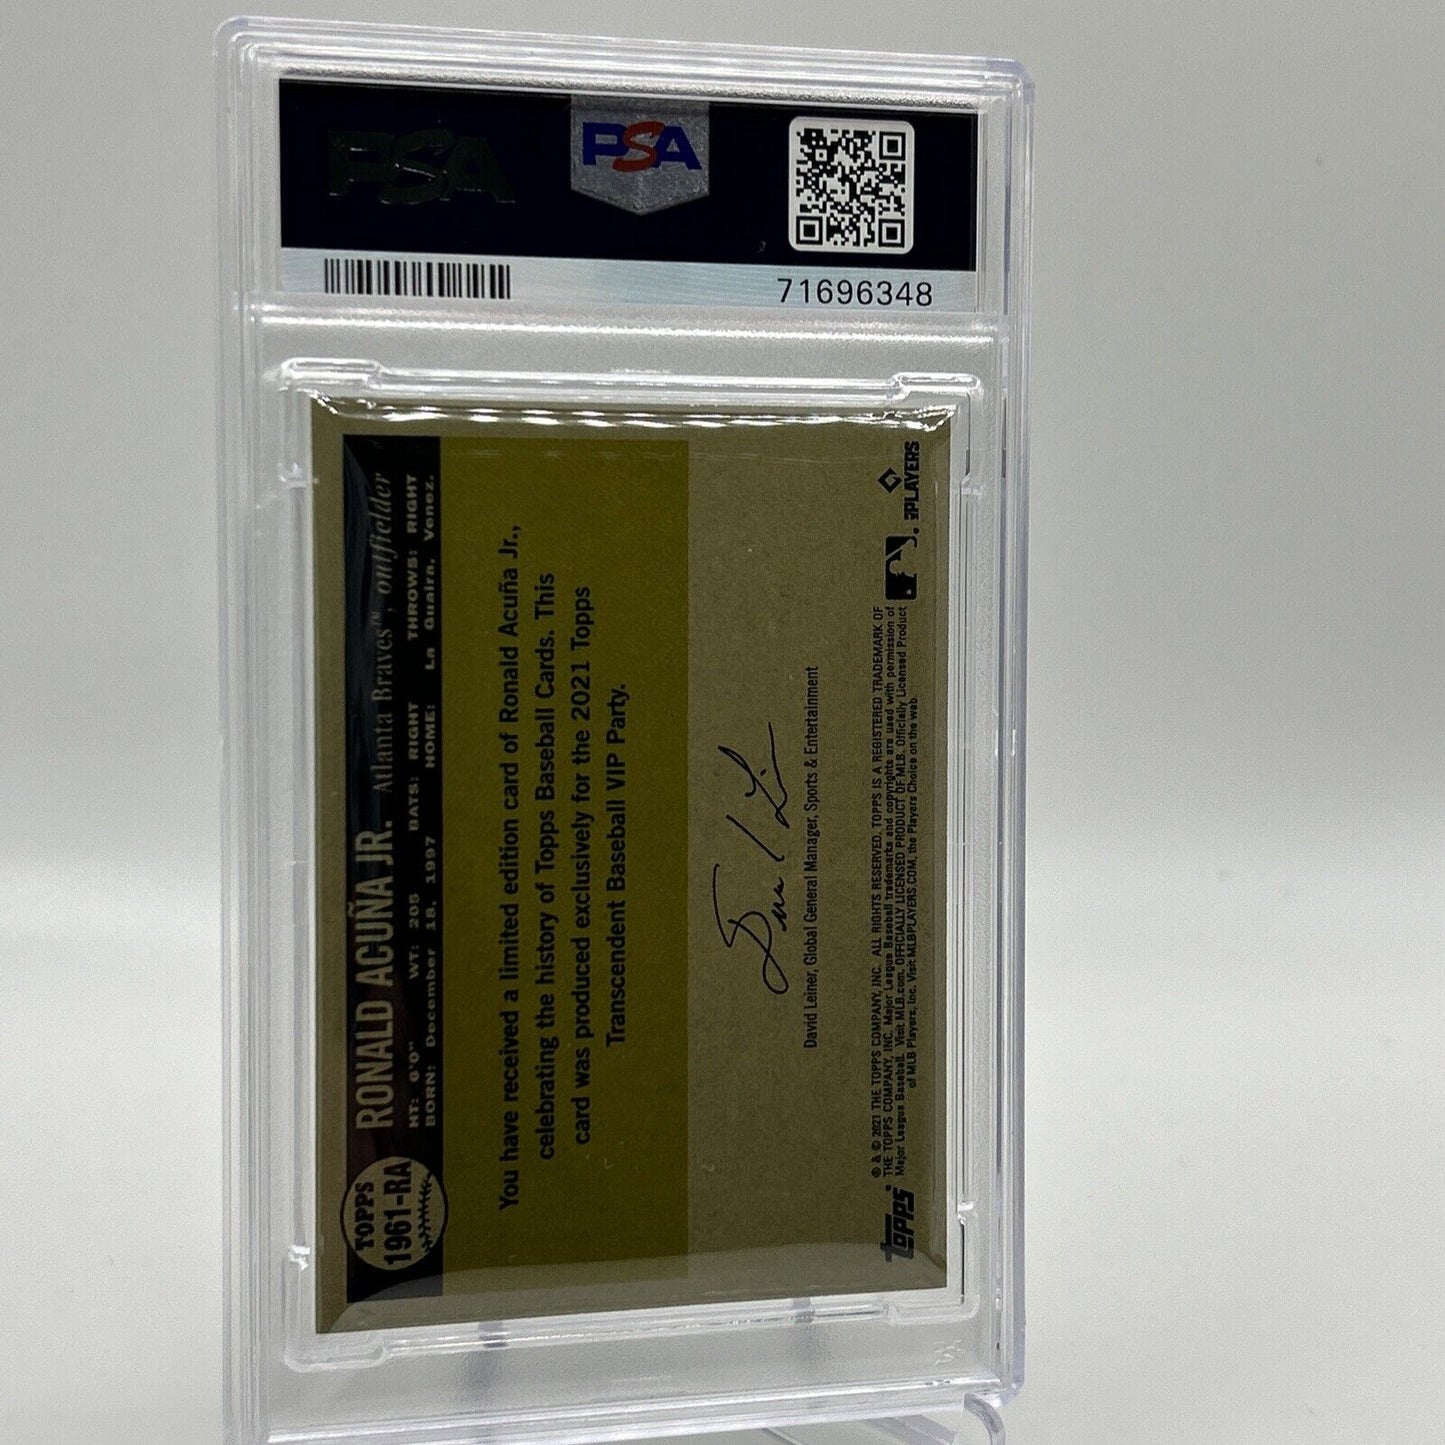 PSA
PSA
71696348
TOPPS
1961-RA
RONALD ACUÑA JR. Atlanta Braves™, outfielder
HT: 6'0" WT: 205 BATS: RIGHT THROWS: RIGHT
BORN: December 18, 1997 HOME: La Guaira, Venez.
You have received a limited edition card of Ronald Acuña Jr.,
celebrating the history of Topps Baseball Cards. This
card was produced exclusively for the 2021 Topps
Transcendent Baseball VIP Party.
David Leiner, Global General Manager, Sports & Entertainment
topps®
® & © 2021 THE TOPPS COMPANY, INC. ALL RIGHTS RESERVED. TOPPS IS A REGISTERED TRADEMARK OF
THE TOPPS COMPANY, INC. Major League Baseball trademarks and copyrights are used with permission of
Major League Baseball. Visit MLB.com. OFFICIALLY LICENSED PRODUCT OF MLB. Officially Licensed Product
of MLB Players, Inc. Visit MLBPLAYERS.COM, the Players Choice on the web.
PLAYERS